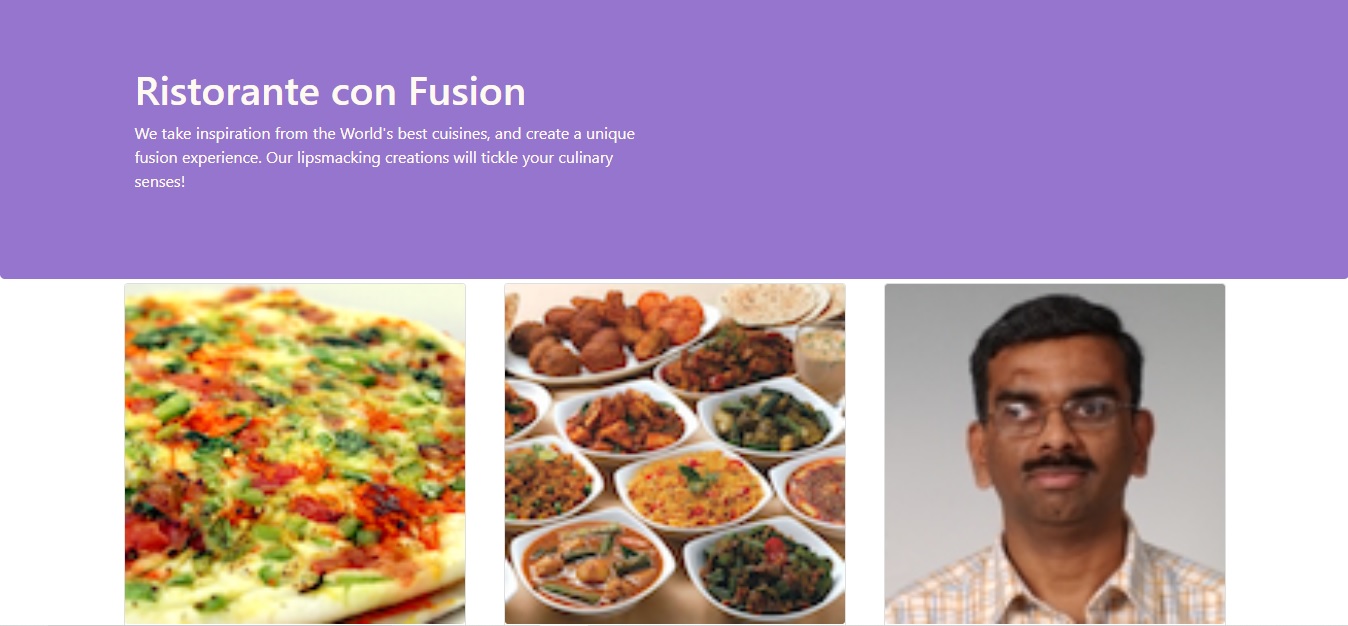 Ristorante con Fusion
We take inspiration from the World's best cuisines, and create a unique
fusion experience. Our lipsmacking creations will tickle your culinary
senses!